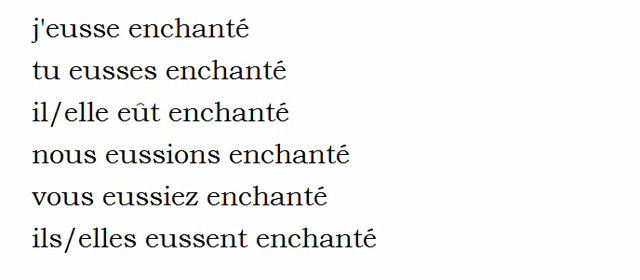 j'eusse enchanté
tu eusses enchanté
il/elle eût enchanté
nous eussions enchanté
vous eussiez enchanté
ils/elles eussent enchanté